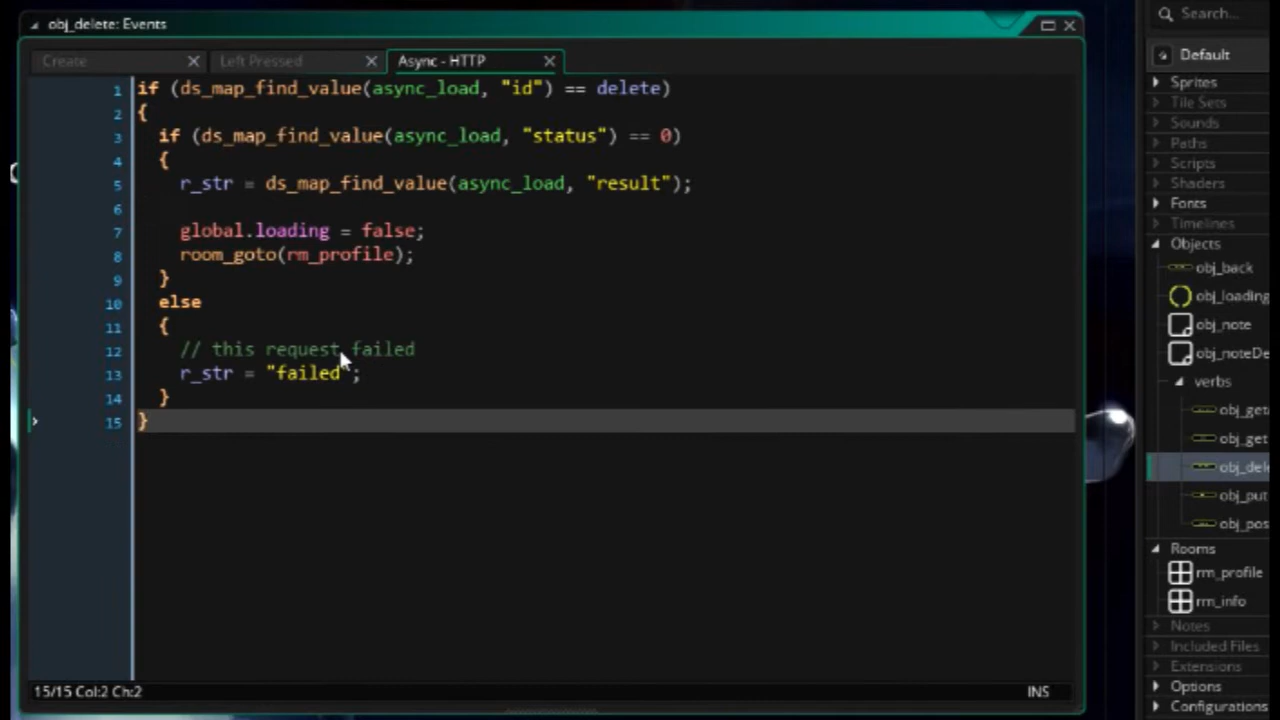 obj_delete: Events
Create
Left Pressed
Async - HTTP
1 if (ds_map_find_value(async_load, "id") == delete)
2 {
3 if (ds_map_find_value(async_load, "status") == 0)
4 {
5 r_str = ds_map_find_value(async_load, "result");
6
7 global.loading = false;
8 room_goto(rm_profile);
9 }
10 else
11 {
12 // this request failed
13 r_str = "failed";
14 }
15 }
15/15 Col:2 Ch:2
INS
Search...
Default
Sprites
Tile Sets
Sounds
Paths
Scripts
Shaders
Fonts
Timelines
Objects
obj_back
obj_loading
obj_note
obj_noteDe
verbs
obj_get
obj_get
obj_dele
obj_put
obj_pos
Rooms
rm_profile
rm_info
Notes
Included Files
Extensions
Options
Configurations